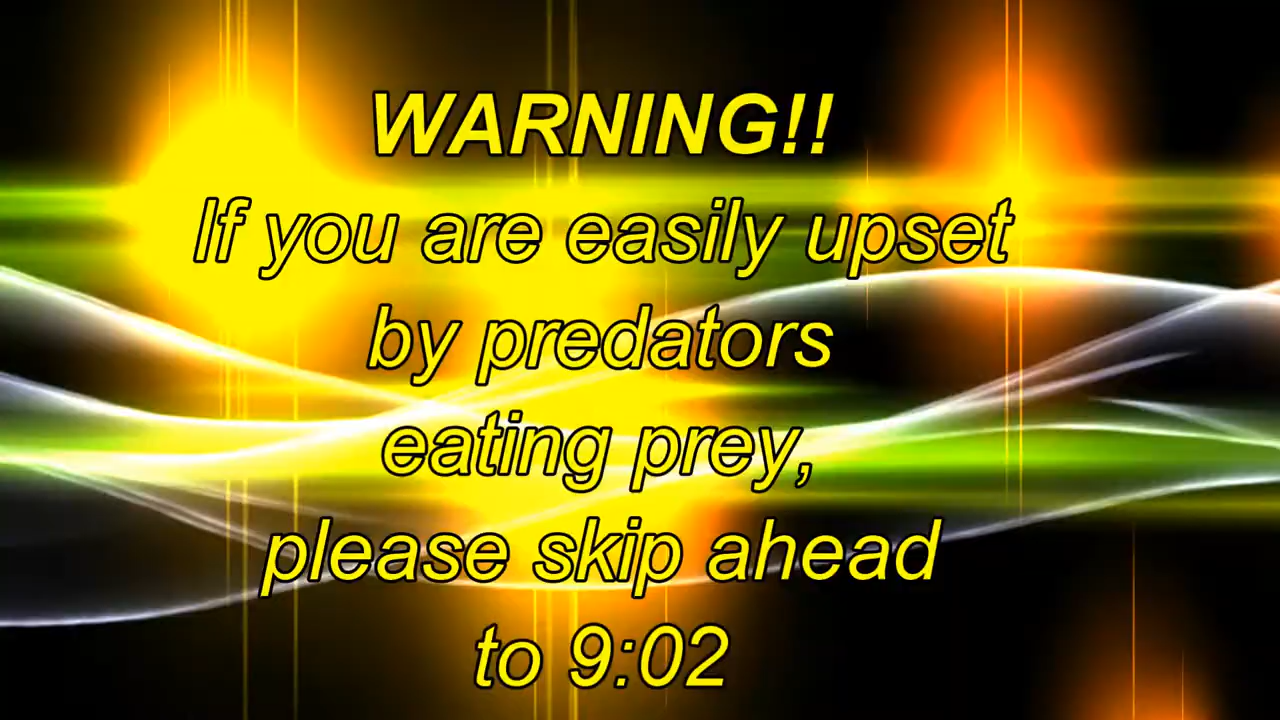 WARNING!!
If you are easily upset
by predators
eating prey,
please skip ahead
to 9:02